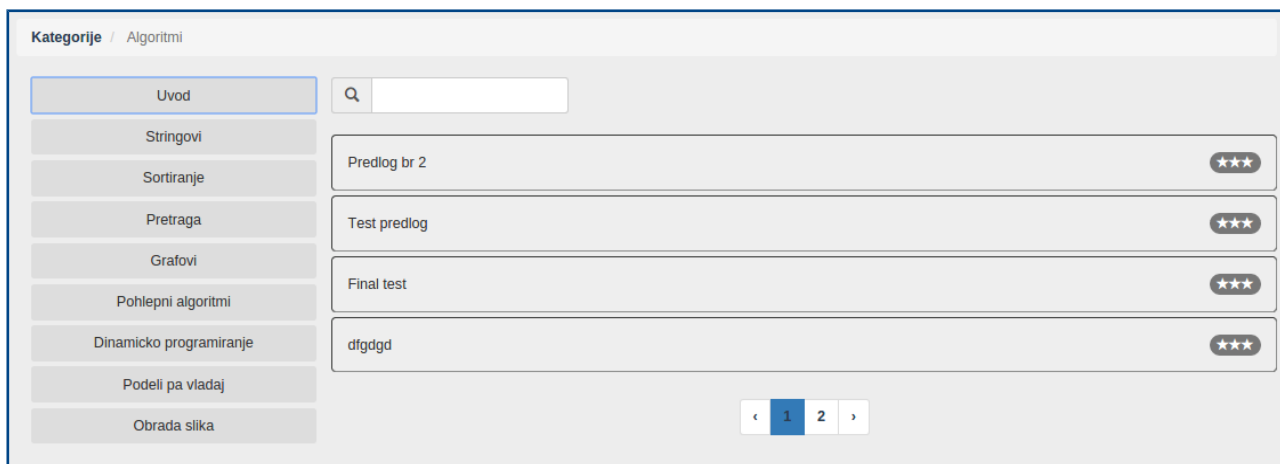 Kategorije / Algoritmi
Uvod
Stringovi
Sortiranje
Pretraga
Grafovi
Pohlepni algoritmi
Dinamicko programiranje
Podeli pa vladaj
Obrada slika
Predlog br 2
Test predlog
Final test
dfgdgd
‹ 1 2 ›